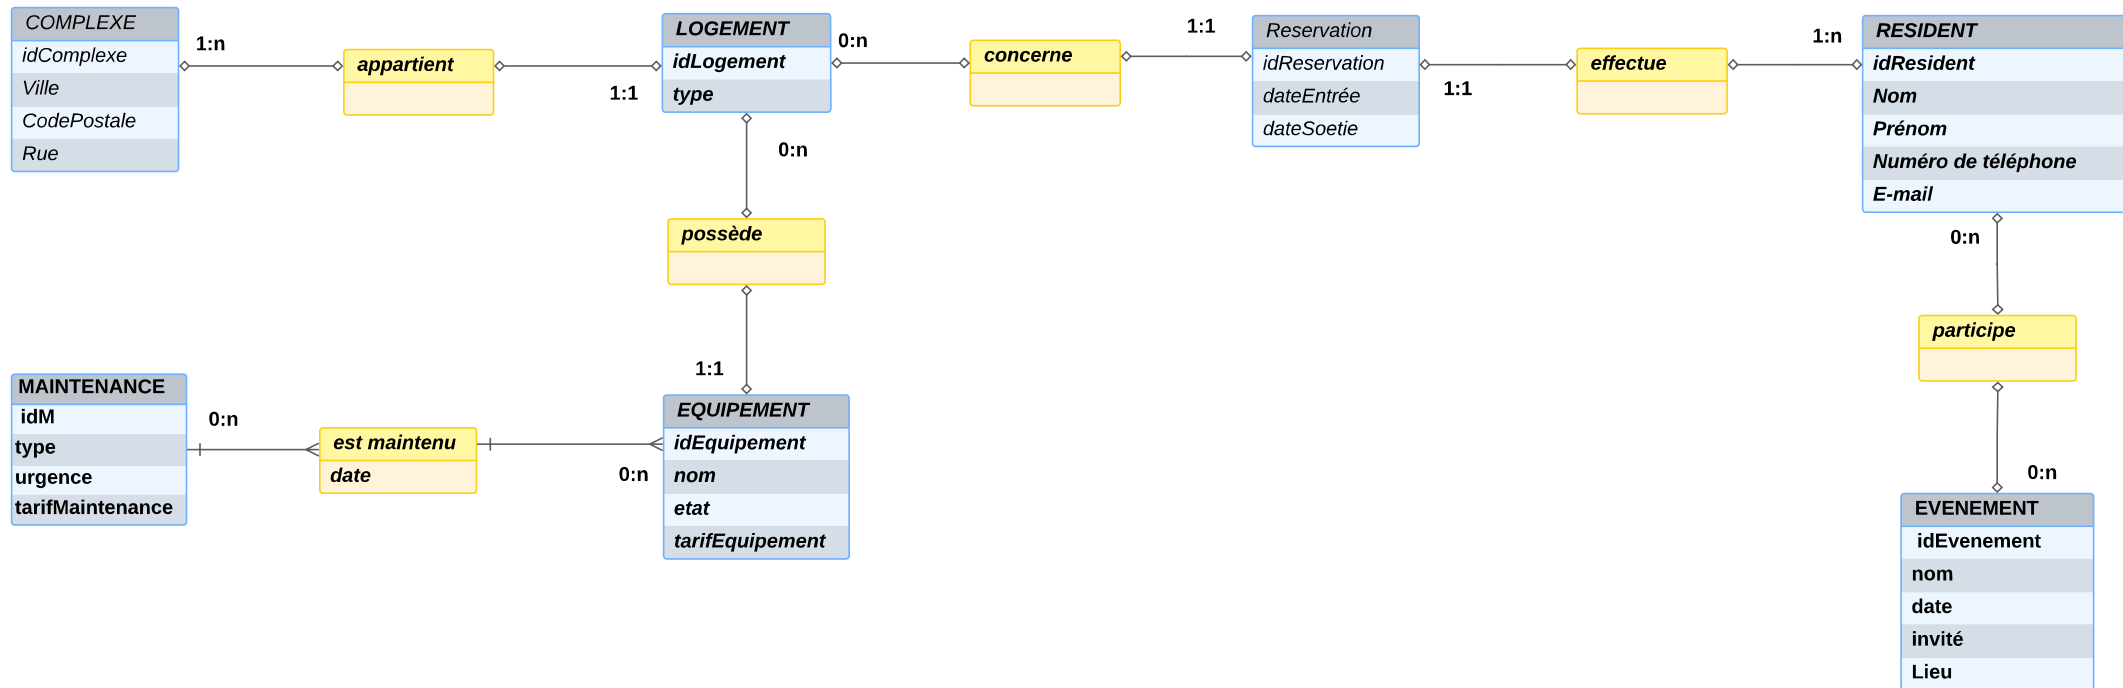 COMPLEXE
idComplexe
Ville
CodePostale
Rue
1:n
appartient
1:1
LOGEMENT
idLogement
type
0:n
concerne
1:1
Reservation
idReservation
dateEntrée
dateSoetie
1:1
effectue
1:n
RESIDENT
idResident
Nom
Prénom
Numéro de téléphone
E-mail
0:n
possède
1:1
0:n
participe
0:n
MAINTENANCE
idM
type
urgence
tarifMaintenance
0:n
est maintenu
date
0:n
EQUIPEMENT
idEquipement
nom
etat
tarifEquipement
EVENEMENT
idEvenement
nom
date
invité
Lieu